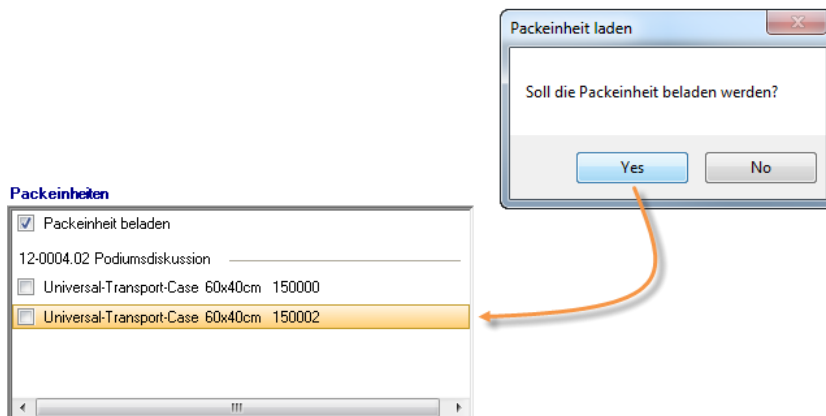 Packeinheit laden
Soll die Packeinheit beladen werden?
Yes No
Packeinheiten
Packeinheit beladen
12-0004.02 Podiumsdiskussion
Universal-Transport-Case 60x40cm 150000
Universal-Transport-Case 60x40cm 150002